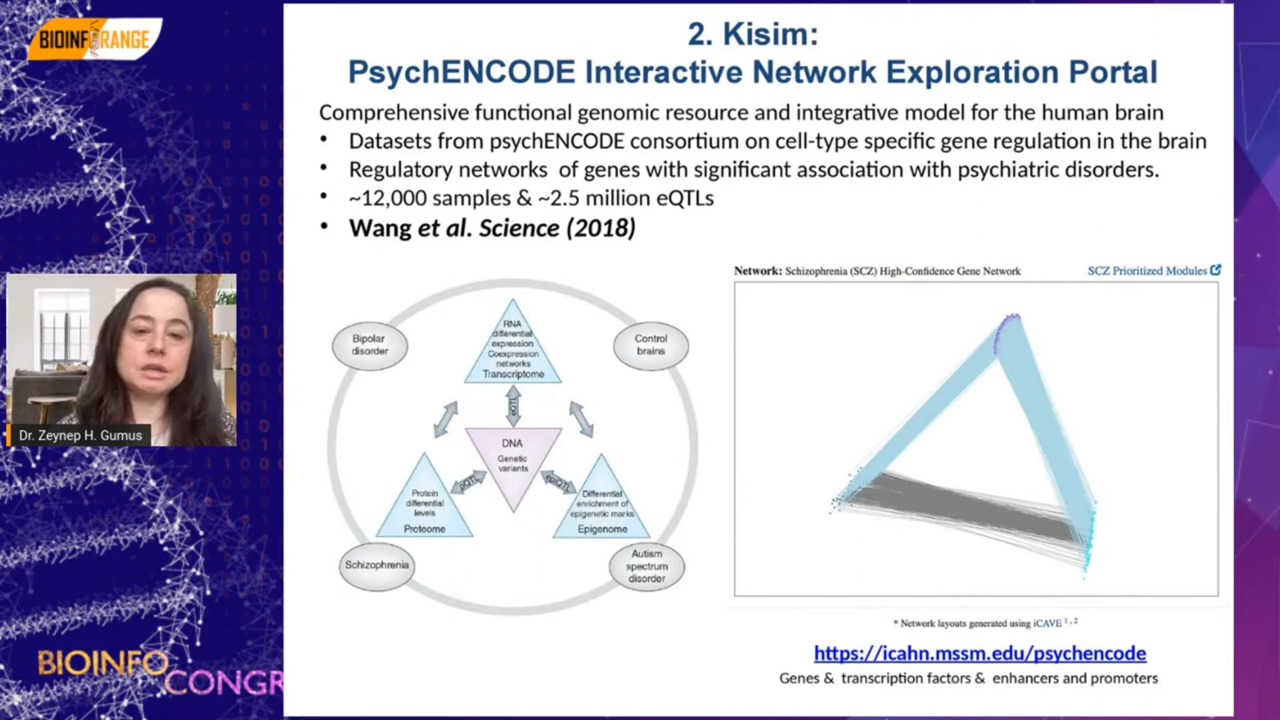 BIOINFORANGE
2. Kisim:
PsychENCODE Interactive Network Exploration Portal
Comprehensive functional genomic resource and integrative model for the human brain
• Datasets from psychENCODE consortium on cell-type specific gene regulation in the brain
• Regulatory networks of genes with significant association with psychiatric disorders.
• ~12,000 samples & ~2.5 million eQTLs
• Wang et al. Science (2018)
Bipolar
disorder
RNA
differential
expression
Coexpression
networks
Transcriptome
Control
brains
eQTL
DNA
Genetic
variants
Protein
differential
levels
Proteome
Differential
enrichment of
epigenetic marks
Epigenome
Schizophrenia
Autism
spectrum
disorder
Network: Schizophrenia (SCZ) High-Confidence Gene Network
SCZ Prioritized Modules
* Network layouts generated using iCAVE 1, 2
https://icahn.mssm.edu/psychencode
Genes & transcription factors & enhancers and promoters
Dr. Zeynep H. Gumus
BIOINFO
CONGR